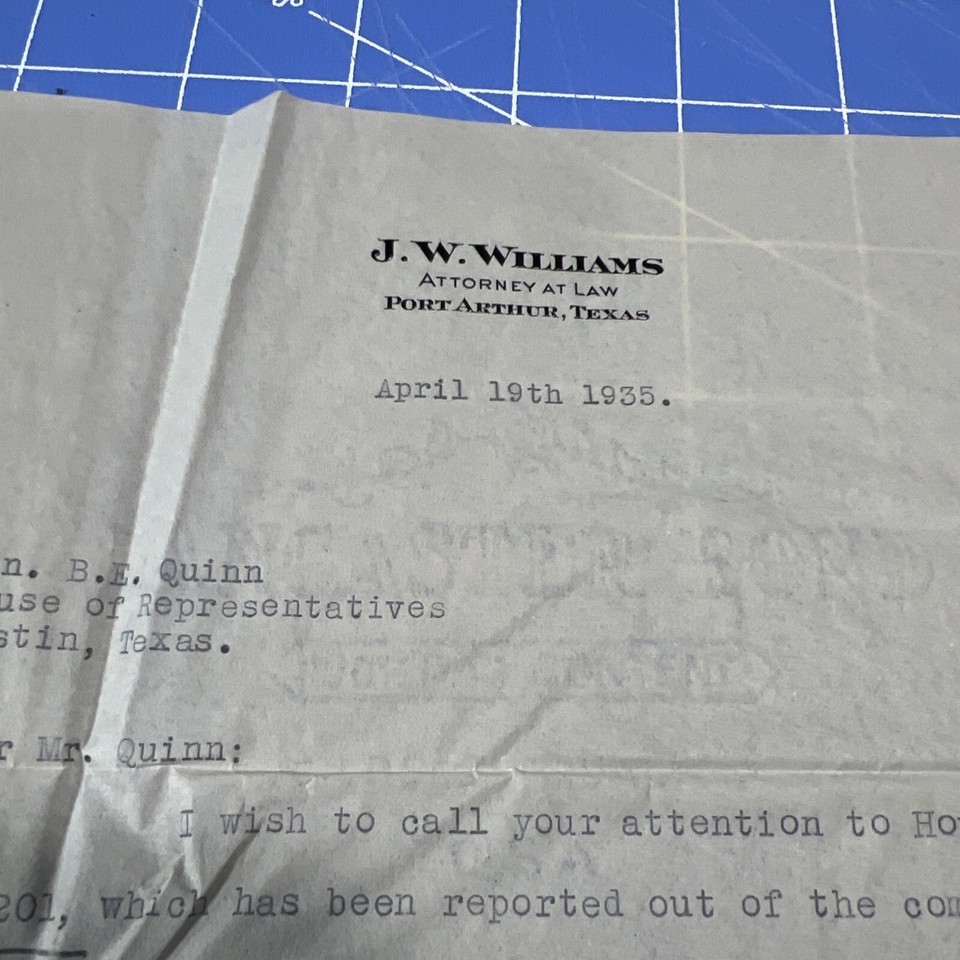 J. W. WILLIAMS
ATTORNEY AT LAW
PORT ARTHUR, TEXAS
April 19th 1935.
n. B.E. Quinn
use of Representatives
stin, Texas.
r Mr. Quinn:
I wish to call your attention to Ho
201, which has been reported out of the com